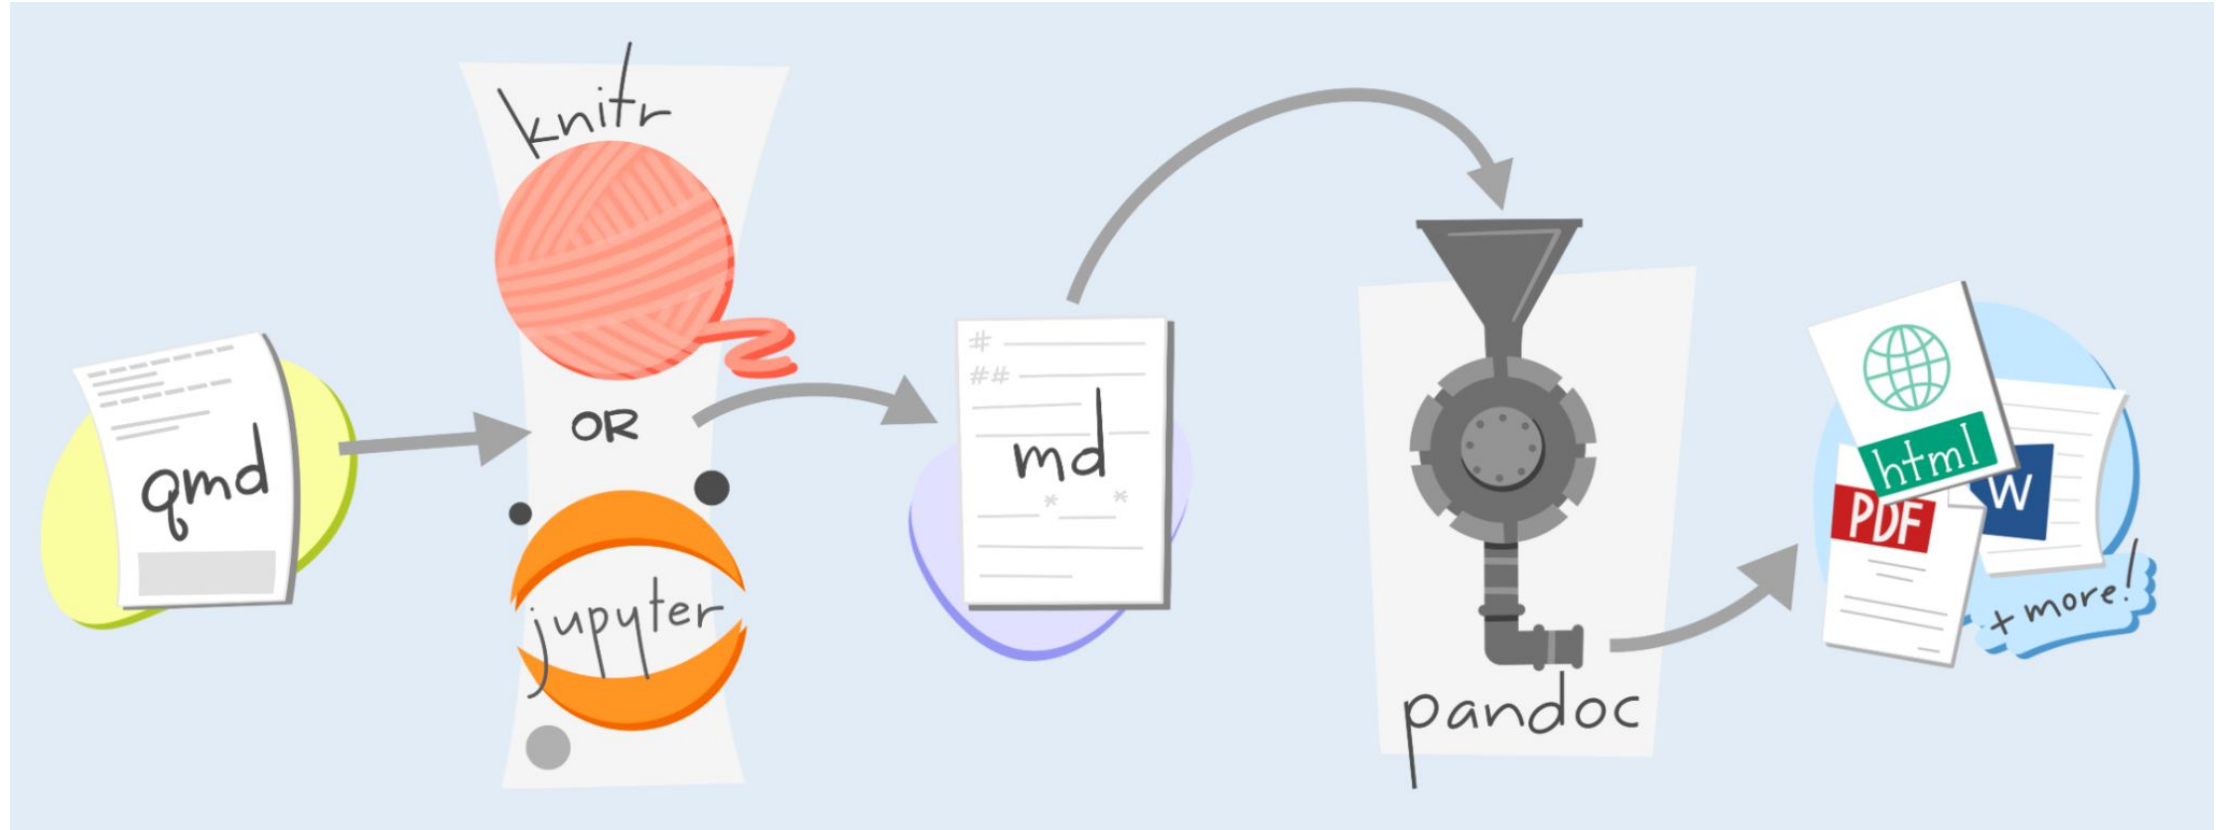 qmd
knitr
OR
jupyter
#
##
md
* *
pandoc
html
PDF
W
+ more!